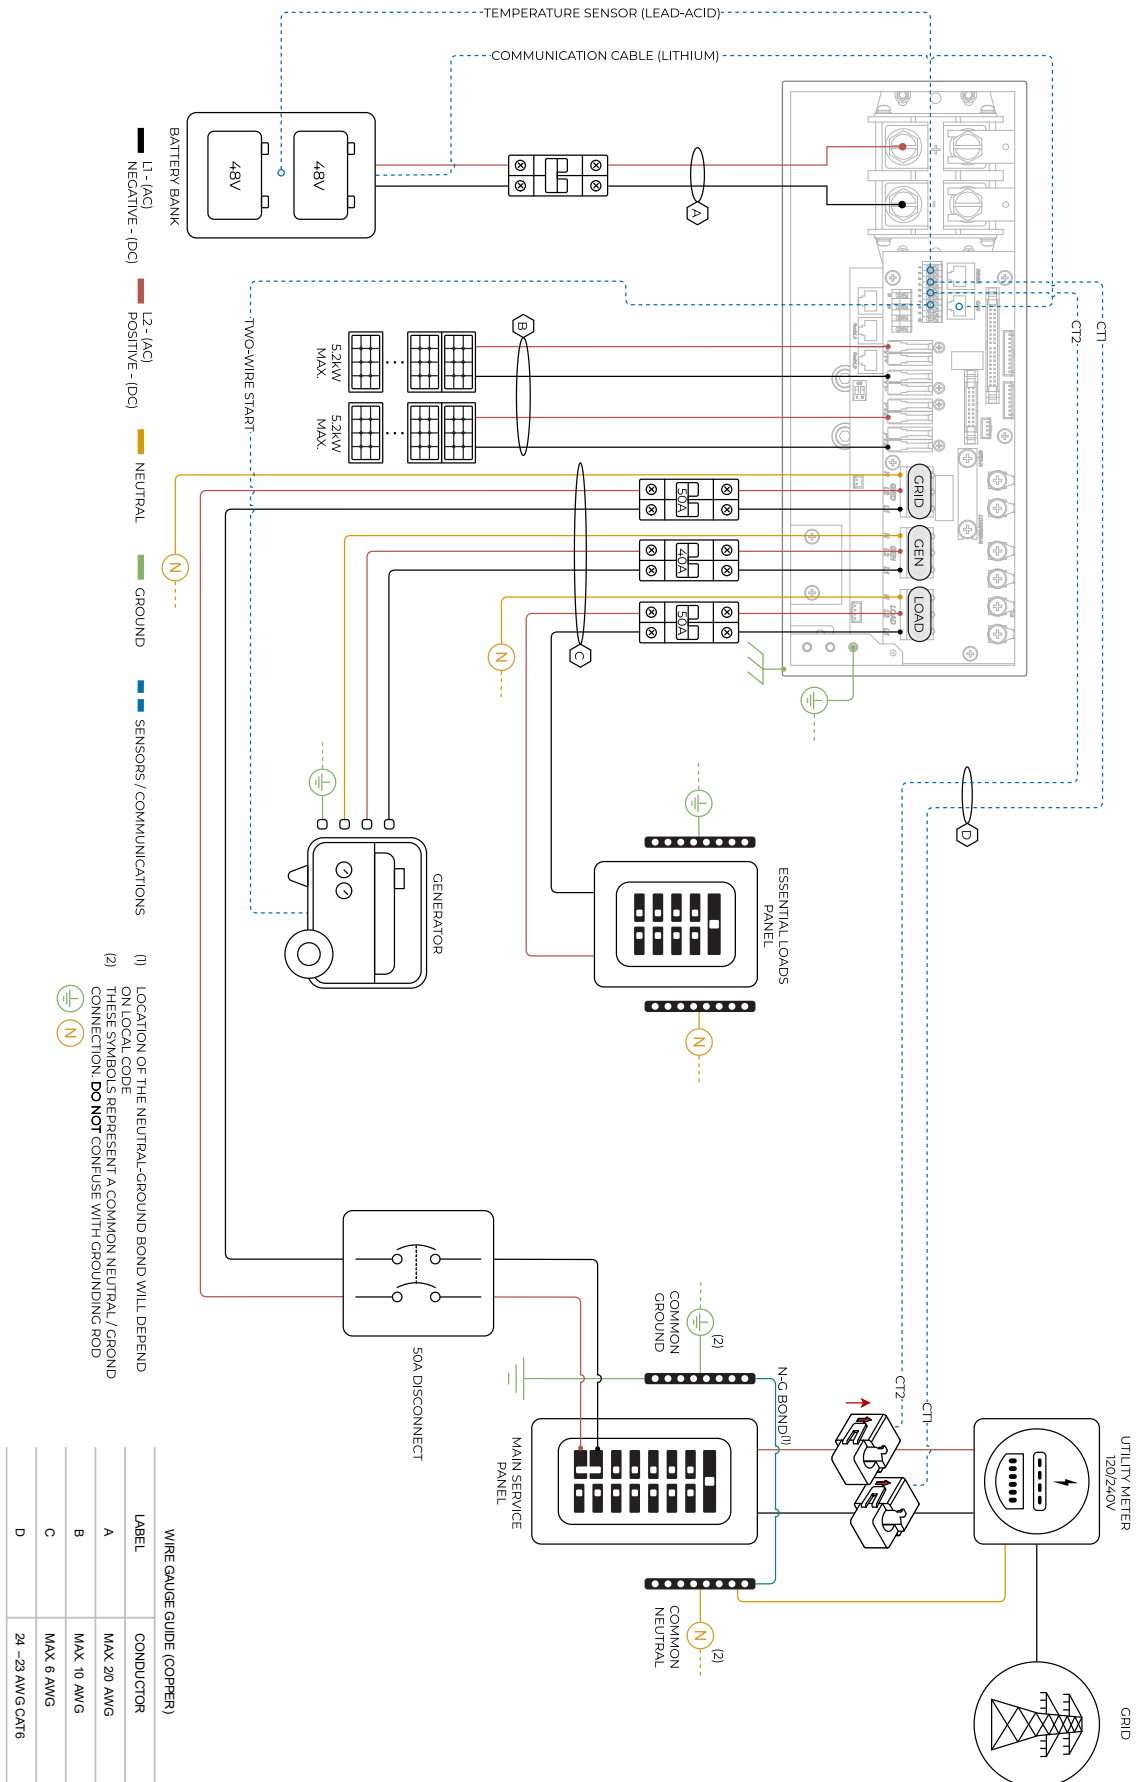 TEMPERATURE SENSOR (LEAD-ACID)
COMMUNICATION CABLE (LITHIUM)
BATTERY BANK
48V
48V
A
B
5.2kW
MAX.
5.2kW
MAX.
TWO-WIRE START
CT1
CT2
GRID
GEN
LOAD
50A
40A
50A
C
N
N
D
GENERATOR
ESSENTIAL LOADS
PANEL
N
50A DISCONNECT
COMMON
GROUND
(2)
N-G BOND(1)
MAIN SERVICE
PANEL
COMMON
NEUTRAL
N
(2)
CT2
CT1
UTILITY METER
120/240V
GRID
L1 - (AC)
NEGATIVE - (DC)
L2 - (AC)
POSITIVE - (DC)
NEUTRAL
GROUND
SENSORS / COMMUNICATIONS
(1) LOCATION OF THE NEUTRAL-GROUND BOND WILL DEPEND
ON LOCAL CODE
(2) THESE SYMBOLS REPRESENT A COMMON NEUTRAL / GROND
CONNECTION. DO NOT CONFUSE WITH GROUNDING ROD
N
WIRE GAUGE GUIDE (COPPER)
LABEL CONDUCTOR
A MAX 2/0 AWG
B MAX 10 AWG
C MAX 6 AWG
D 24 –23 AWG CAT6